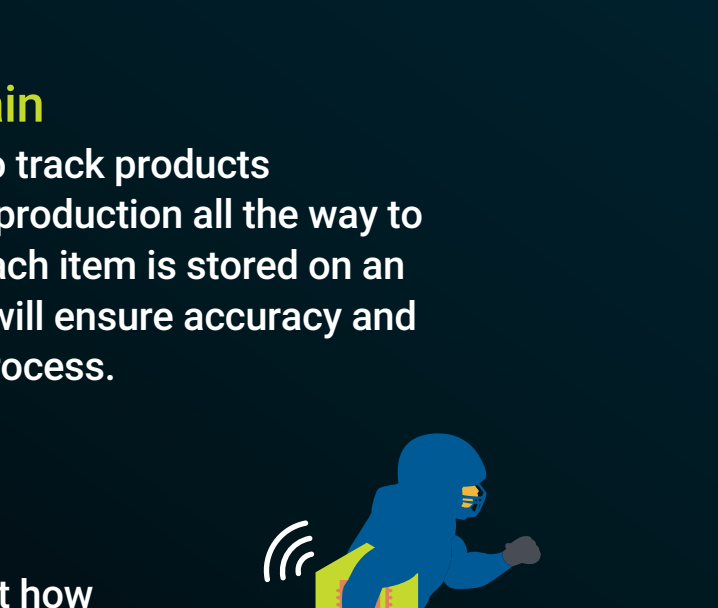 in
track products
production all the way to
ach item is stored on an
will ensure accuracy and
ocess.
t how